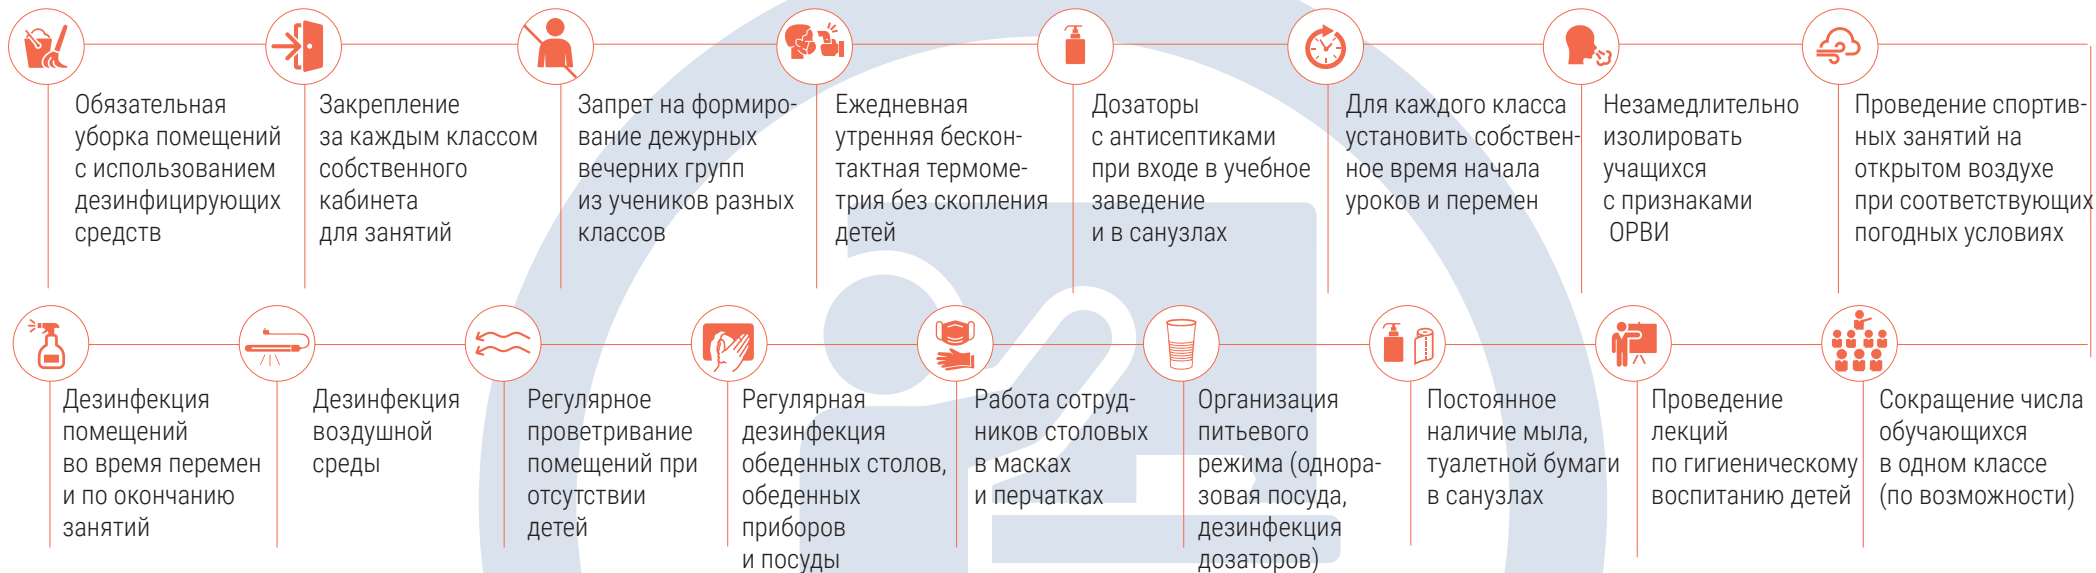 Обязательная
уборка помещений
с использованием
дезинфицирующих
средств
Закрепление
за каждым классом
собственного
кабинета
для занятий
Запрет на формиро-
вание дежурных
вечерних групп
из учеников разных
классов
Ежедневная
утренняя бескон-
тактная термоме-
трия без скопления
детей
Дозаторы
с антисептиками
при входе в учебное
заведение
и в санузлах
Для каждого класса
установить собствен-
ное время начала
уроков и перемен
Незамедлительно
изолировать
учащихся
с признаками
ОРВИ
Проведение спортив-
ных занятий на
открытом воздухе
при соответствующих
погодных условиях
Дезинфекция
помещений
во время перемен
и по окончанию
занятий
Дезинфекция
воздушной
среды
Регулярное
проветривание
помещений при
отсутствии
детей
Регулярная
дезинфекция
обеденных столов,
обеденных
приборов
и посуды
Работа сотруд-
ников столовых
в масках
и перчатках
Организация
питьевого
режима (однора-
зовая посуда,
дезинфекция
дозаторов)
Постоянное
наличие мыла,
туалетной бумаги
в санузлах
Проведение
лекций
по гигиеническому
воспитанию детей
Сокращение числа
обучающихся
в одном классе
(по возможности)